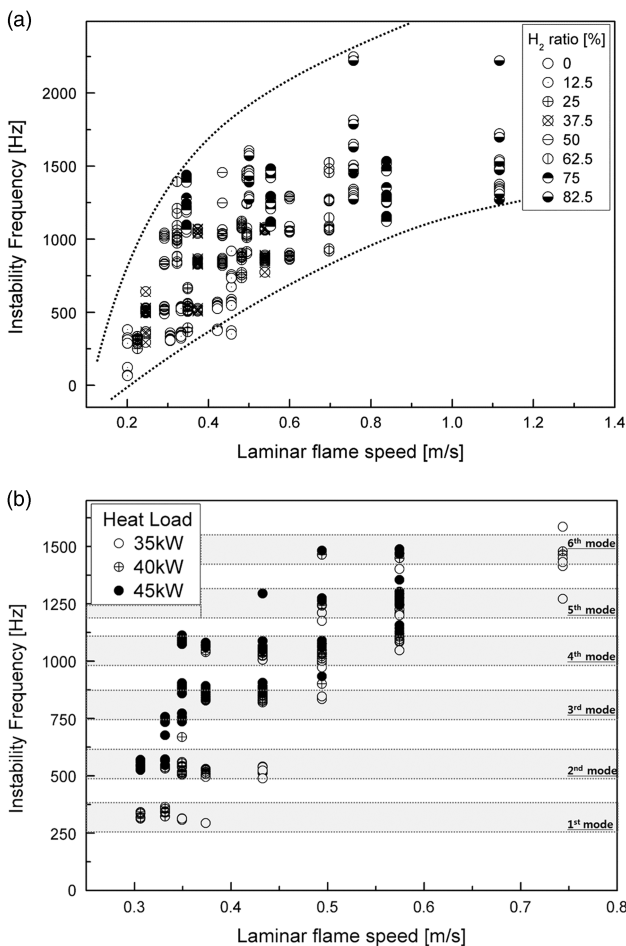 (a)
Instability Frequency [Hz]
2000
1500
1000
500
0
0.2 0.4 0.6 0.8 1.0 1.2 1.4
Laminar flame speed [m/s]
H₂ ratio [%]
0
12.5
25
37.5
50
62.5
75
82.5
(b)
Instability Frequency [Hz]
1500
1250
1000
750
500
250
0
0.3 0.4 0.5 0.6 0.7 0.8
Laminar flame speed [m/s]
Heat Load
35kW
40kW
45kW
6th mode
5th mode
4th mode
3rd mode
2nd mode
1st mode